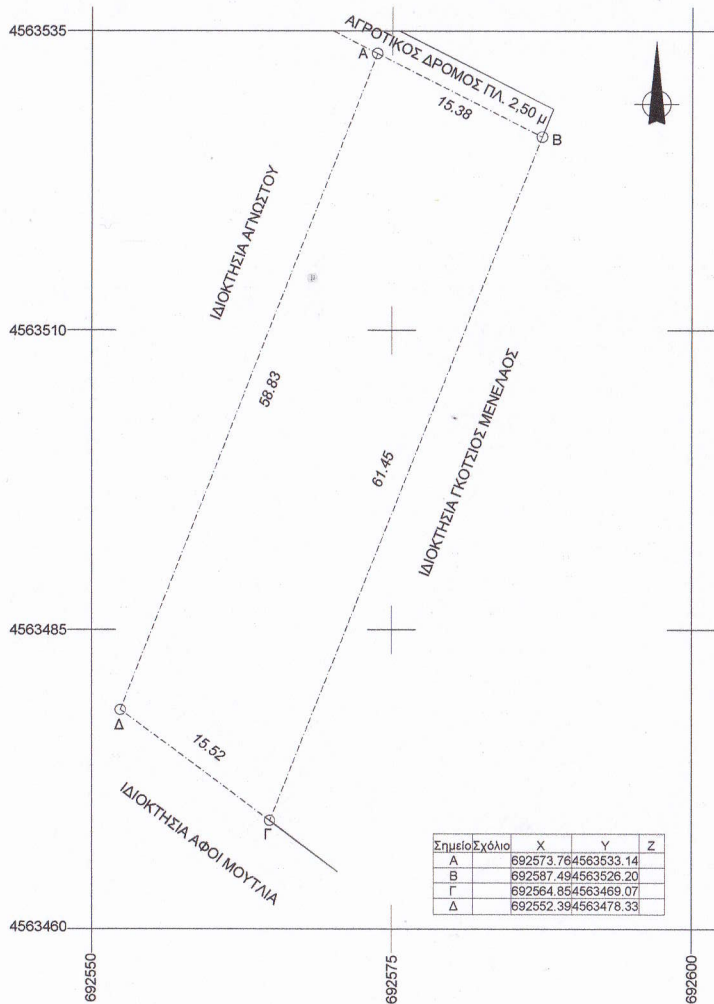 4563535
ΑΓΡΟΤΙΚΟΣ ΔΡΟΜΟΣ ΠΛ. 2,50 μ
Α
15.38
Β
ΙΔΙΟΚΤΗΣΙΑ ΑΓΝΩΣΤΟΥ
4563510
58.83
61.45
ΙΔΙΟΚΤΗΣΙΑ ΓΚΟΤΣΙΟΣ ΜΕΝΕΛΑΟΣ
4563485
Δ
15.52
Γ
ΙΔΙΟΚΤΗΣΙΑ ΑΦΟΙ ΜΟΥΤΛΙΑ
Σημείο Σχόλιο X Y Z
Α 692573.76 4563533.14
Β 692587.49 4563526.20
Γ 692564.85 4563469.07
Δ 692552.39 4563478.33
4563460
692550
692575
692600